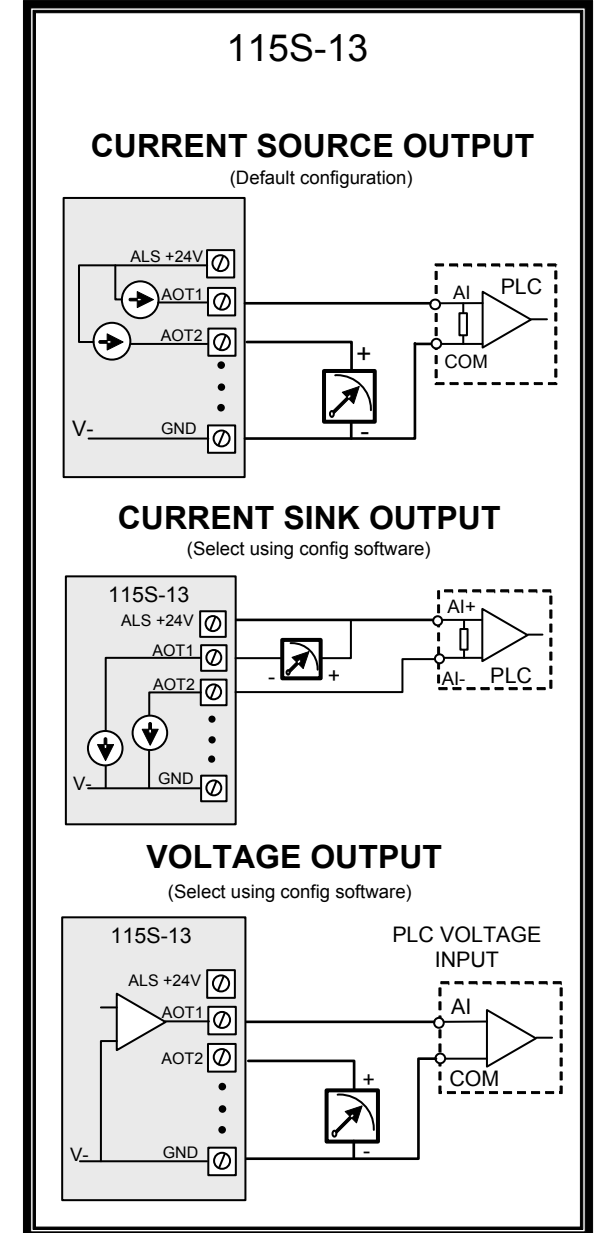 115S-13
CURRENT SOURCE OUTPUT
(Default configuration)
ALS +24V
AOT1
AOT2
V-
GND
+
-
AI
PLC
COM
CURRENT SINK OUTPUT
(Select using config software)
115S-13
ALS +24V
AOT1
AOT2
V-
GND
-
+
AI+
AI-
PLC
VOLTAGE OUTPUT
(Select using config software)
115S-13
PLC VOLTAGE
INPUT
ALS +24V
AOT1
AOT2
V-
GND
+
-
AI
COM